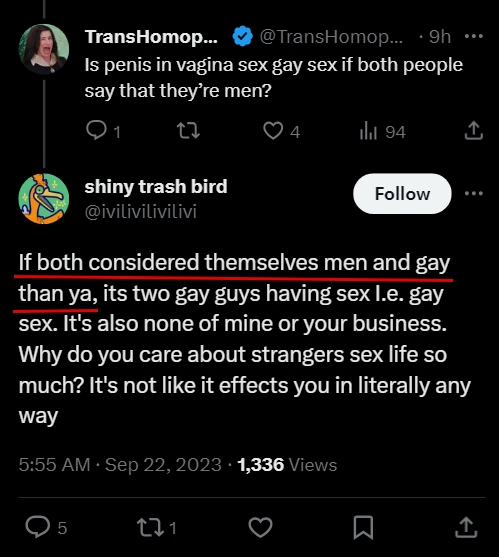 TransHomop... @TransHomop... · 9h
Is penis in vagina sex gay sex if both people
say that they’re men?
1 4 94
shiny trash bird
@ivilivilivilivi
Follow
If both considered themselves men and gay
than ya, its two gay guys having sex I.e. gay
sex. It's also none of mine or your business.
Why do you care about strangers sex life so
much? It's not like it effects you in literally any
way
5:55 AM · Sep 22, 2023 · 1,336 Views
5 1